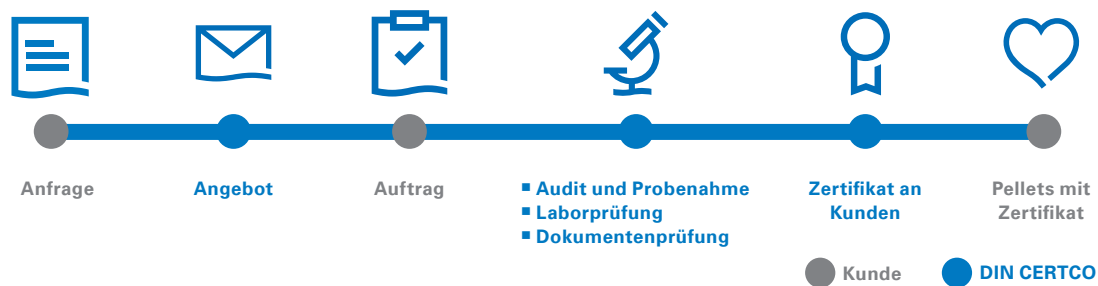 Anfrage
Angebot
Auftrag
▪ Audit und Probenahme
▪ Laborprüfung
▪ Dokumentenprüfung
Zertifikat an
Kunden
Pellets mit
Zertifikat
Kunde
DIN CERTCO